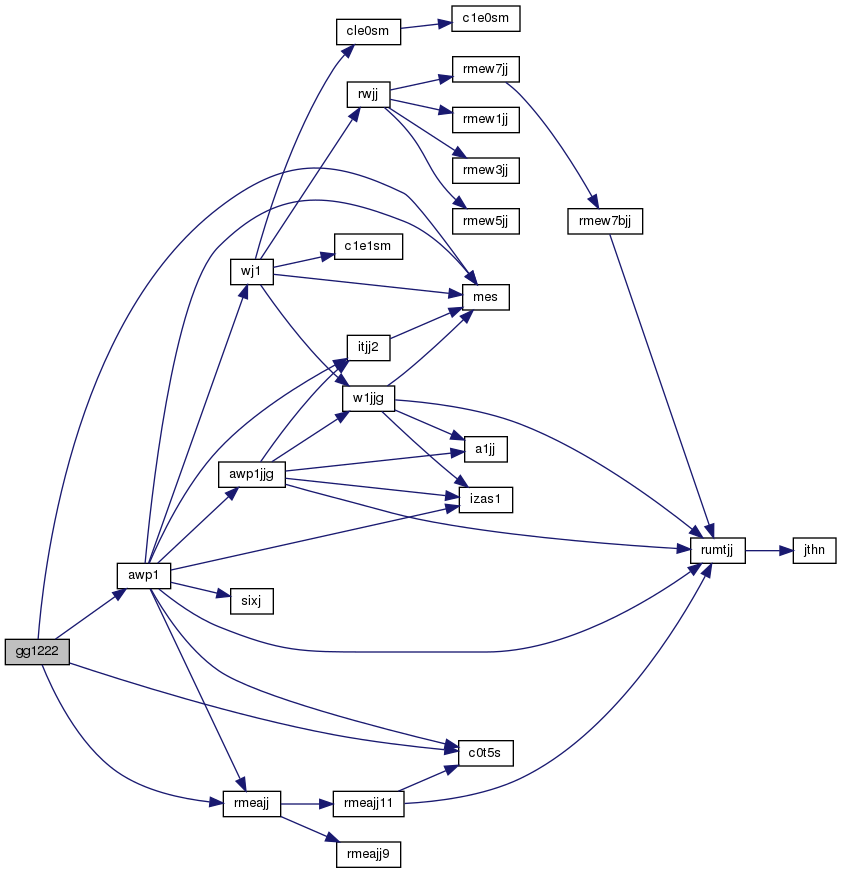 c1e0sm
cle0sm
rmew7jj
rwjj
rmew1jj
rmew3jj
rmew5jj
rmew7bjj
c1e1sm
wj1
mes
itjj2
w1jjg
a1jj
awp1jjg
izas1
rumtjj
jthn
awp1
sixj
gg1222
c0t5s
rmeajj
rmeajj11
rmeajj9